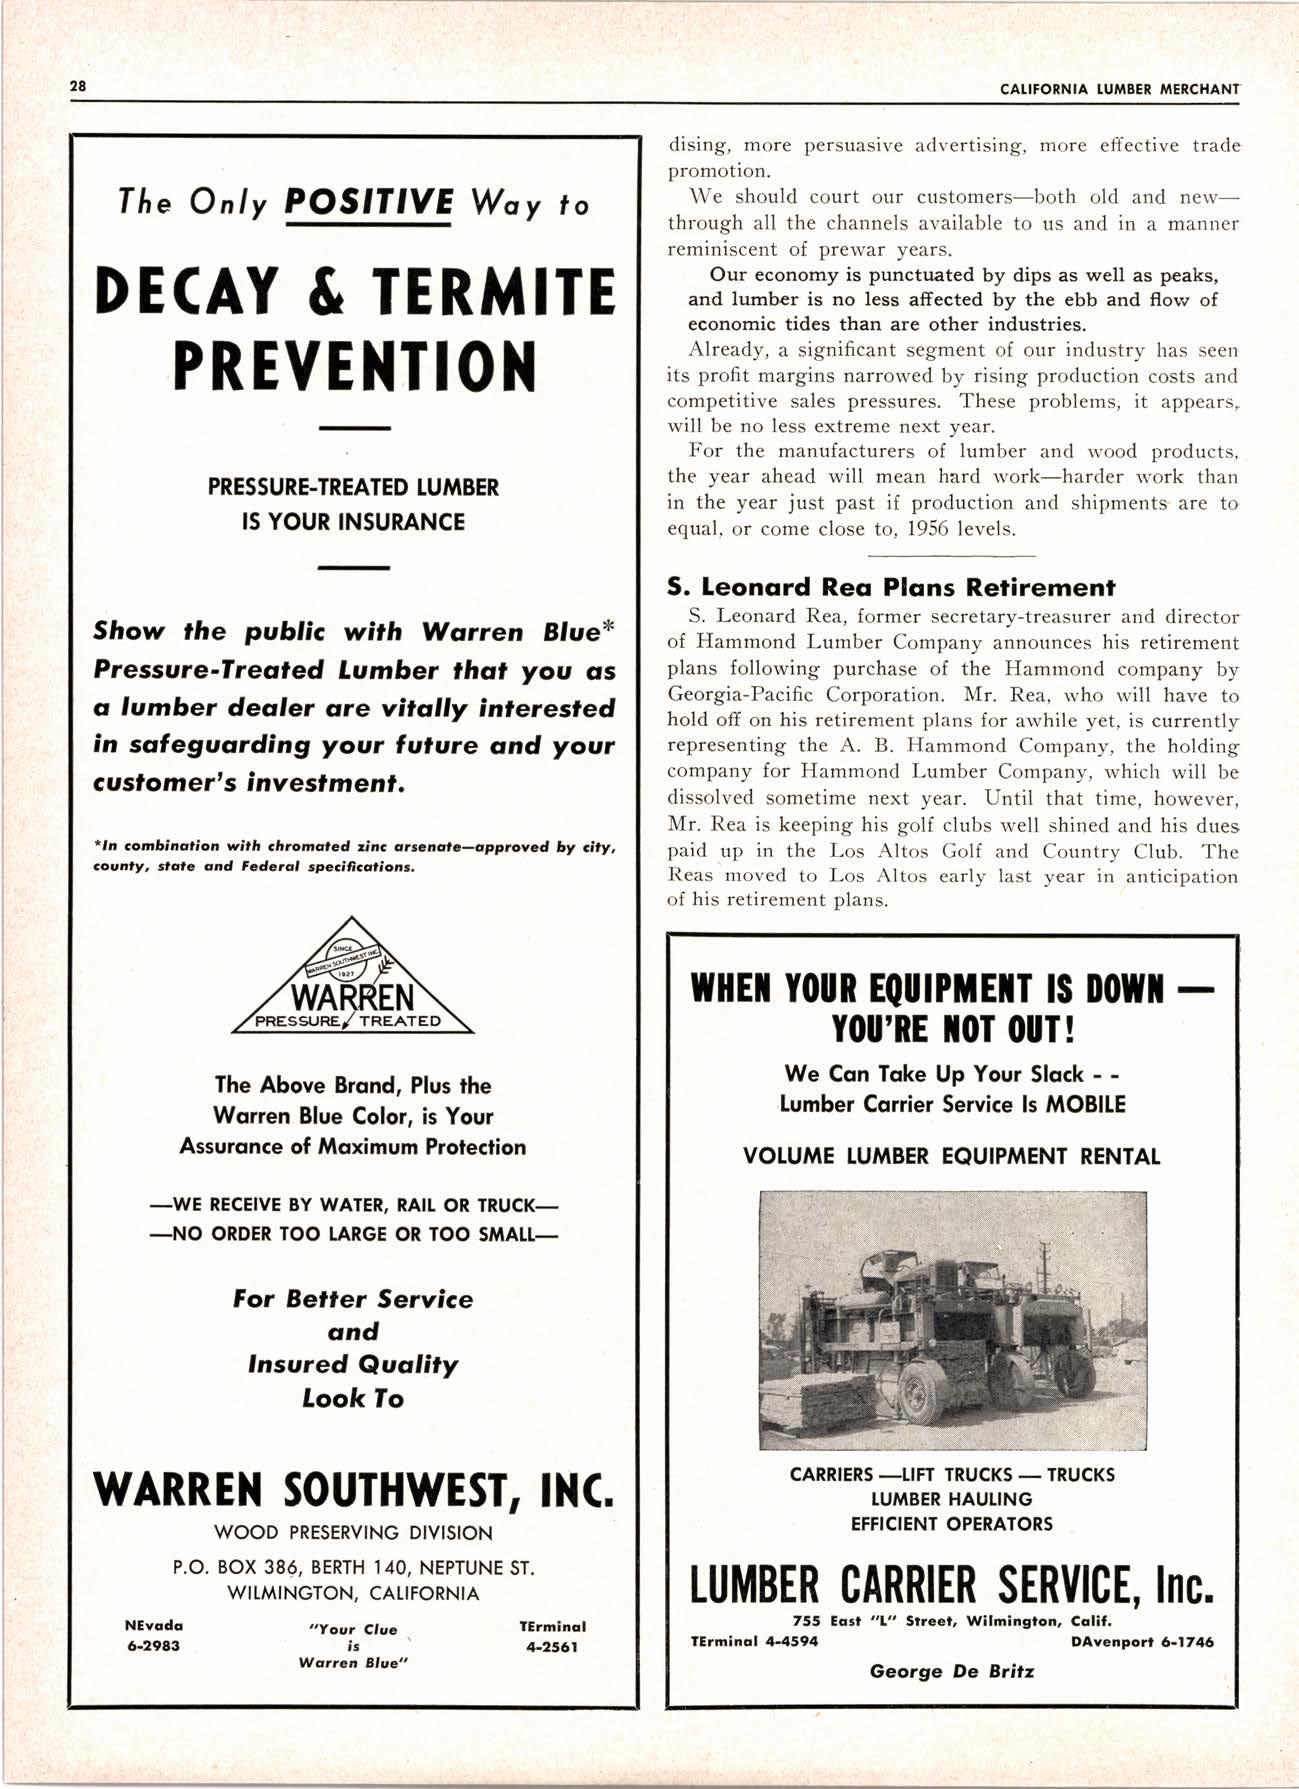 28
CALIFORNIA LUMBER MERCHANT
The Only POSITIVE Way to
DECAY & TERMITE
PREVENTION
PRESSURE-TREATED LUMBER
IS YOUR INSURANCE
Show the public with Warren Blue*
Pressure-Treated Lumber that you as
a lumber dealer are vitally interested
in safeguarding your future and your
customer's investment.
*In combination with chromated zinc arsenate—approved by city,
county, state and Federal specifications.
SINCE
WARREN SOUTHWEST INC.
1927
WARREN
PRESSURE TREATED
The Above Brand, Plus the
Warren Blue Color, is Your
Assurance of Maximum Protection
—WE RECEIVE BY WATER, RAIL OR TRUCK—
—NO ORDER TOO LARGE OR TOO SMALL—
For Better Service
and
Insured Quality
Look To
WARREN SOUTHWEST, INC.
WOOD PRESERVING DIVISION
P.O. BOX 386, BERTH 140, NEPTUNE ST.
WILMINGTON, CALIFORNIA
NEvada
6-2983
"Your Clue
is
Warren Blue"
TErminal
4-2561
dising, more persuasive advertising, more effective trade
promotion.
We should court our customers—both old and new—
through all the channels available to us and in a manner
reminiscent of prewar years.
Our economy is punctuated by dips as well as peaks,
and lumber is no less affected by the ebb and flow of
economic tides than are other industries.
Already, a significant segment of our industry has seen
its profit margins narrowed by rising production costs and
competitive sales pressures. These problems, it appears,
will be no less extreme next year.
For the manufacturers of lumber and wood products,
the year ahead will mean hard work—harder work than
in the year just past if production and shipments are to
equal, or come close to, 1956 levels.
S. Leonard Rea Plans Retirement
S. Leonard Rea, former secretary-treasurer and director
of Hammond Lumber Company announces his retirement
plans following purchase of the Hammond company by
Georgia-Pacific Corporation. Mr. Rea, who will have to
hold off on his retirement plans for awhile yet, is currently
representing the A. B. Hammond Company, the holding
company for Hammond Lumber Company, which will be
dissolved sometime next year. Until that time, however,
Mr. Rea is keeping his golf clubs well shined and his dues
paid up in the Los Altos Golf and Country Club. The
Reas moved to Los Altos early last year in anticipation
of his retirement plans.
WHEN YOUR EQUIPMENT IS DOWN —
YOU'RE NOT OUT!
We Can Take Up Your Slack - -
Lumber Carrier Service Is MOBILE
VOLUME LUMBER EQUIPMENT RENTAL
CARRIERS —LIFT TRUCKS — TRUCKS
LUMBER HAULING
EFFICIENT OPERATORS
LUMBER CARRIER SERVICE, Inc.
755 East "L" Street, Wilmington, Calif.
TErminal 4-4594
DAvenport 6-1746
George De Britz